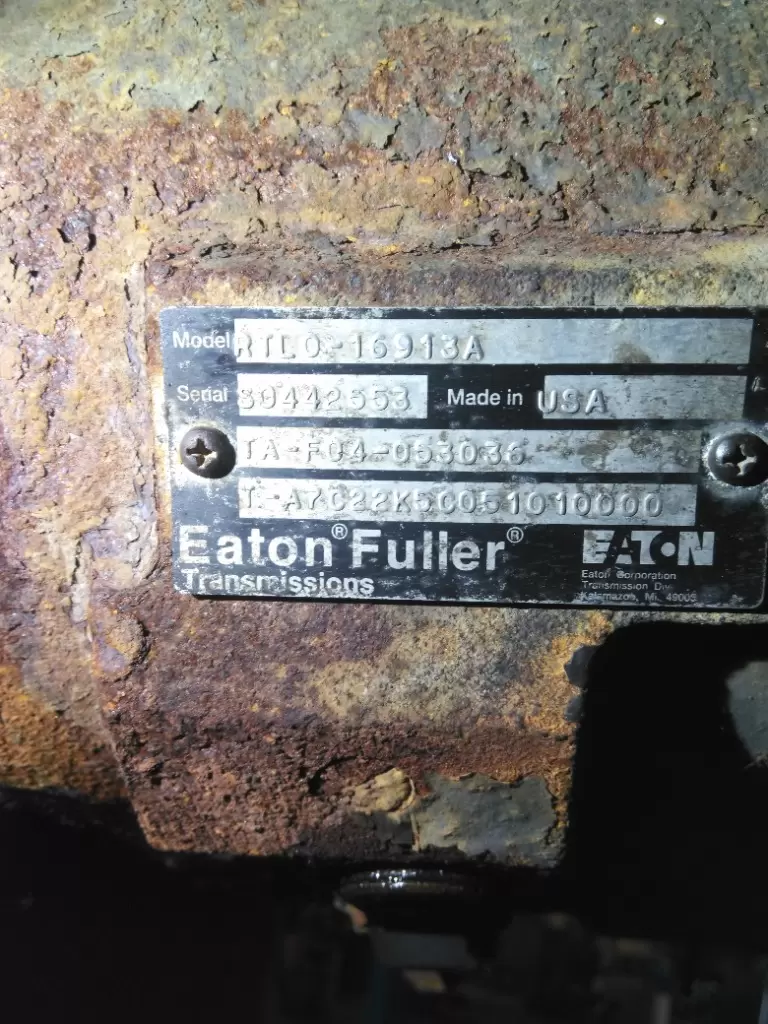 Model RTLO-16913A
Serial S0442553 Made in USA
TA-F04-053036
T-A7C22K5C051010000
Eaton® Fuller® EATON
Transmissions
Eaton Corporation
Transmission Div.
Kalamazoo, MI. 49003